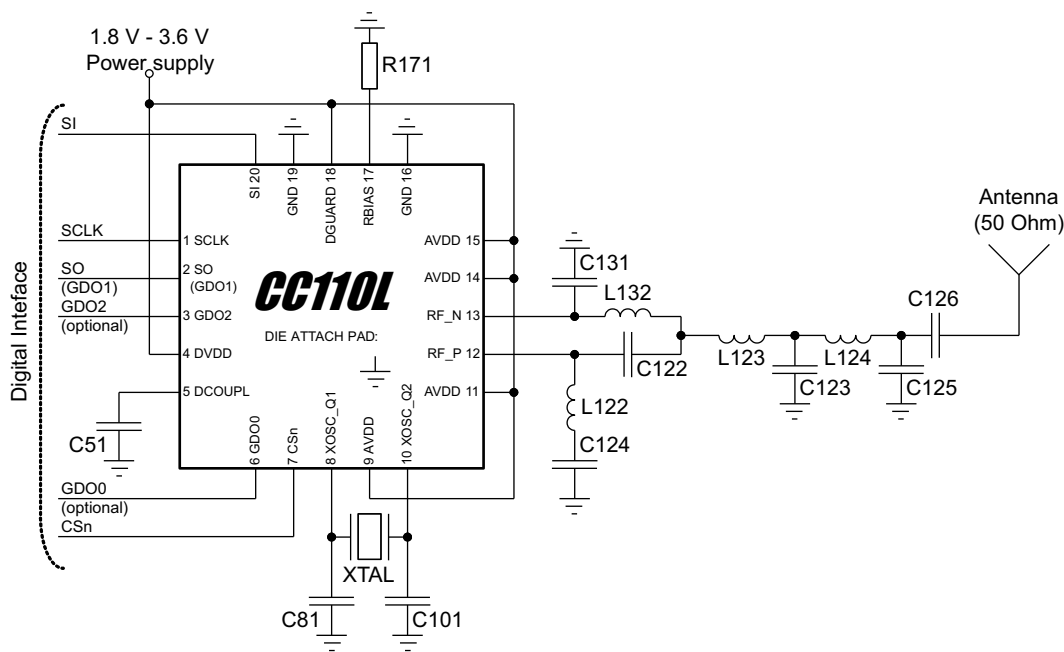 1.8 V - 3.6 V
Power supply
R171
SI
SI 20
GND 19
DGUARD 18
RBIAS 17
GND 16
Antenna
(50 Ohm)
Digital Inteface
SCLK
1 SCLK
AVDD 15
SO
(GDO1)
2 SO
(GDO1)
CC110L
AVDD 14
C131
L132
C126
GDO2
(optional)
3 GDO2
DIE ATTACH PAD:
RF_N 13
4 DVDD
RF_P 12
C122
L123
C123
L124
C125
5 DCOUPL
AVDD 11
L122
C124
C51
6 GDO0
7 CSn
8 XOSC_Q1
9 AVDD
10 XOSC_Q2
GDO0
(optional)
CSn
XTAL
C81
C101